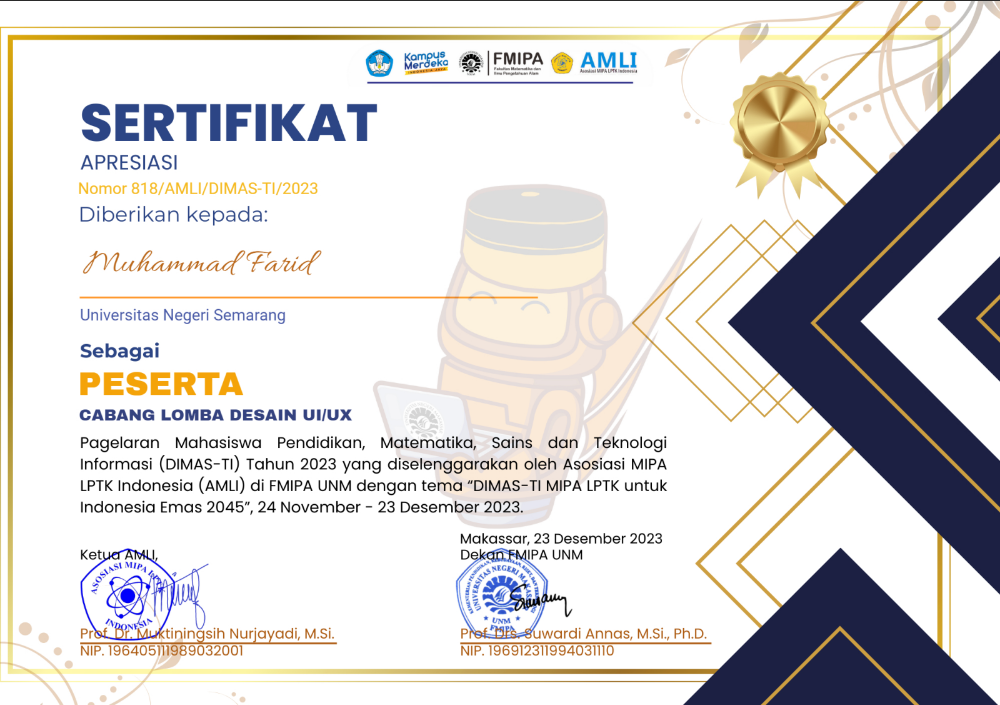 Kampus
Merdeka
INDONESIA JAYA
FMIPA
Fakultas Matematika dan
Ilmu Pengetahuan Alam
AMLI
Asosiasi MIPA LPTK Indonesia
SERTIFIKAT
APRESIASI
Nomor 818/AMLI/DIMAS-TI/2023
Diberikan kepada:
Muhammad Farid
Universitas Negeri Semarang
Sebagai
PESERTA
CABANG LOMBA DESAIN UI/UX
Pagelaran Mahasiswa Pendidikan, Matematika, Sains dan Teknologi
Informasi (DIMAS-TI) Tahun 2023 yang diselenggarakan oleh Asosiasi MIPA
LPTK Indonesia (AMLI) di FMIPA UNM dengan tema “DIMAS-TI MIPA LPTK untuk
Indonesia Emas 2045”, 24 November - 23 Desember 2023.
Ketua AMLI,
ASOSIASI MIPA LPTK
INDONESIA
Prof. Dr. Muktiningsih Nurjayadi, M.Si.
NIP. 196405111989032001
Makassar, 23 Desember 2023
Dekan FMIPA UNM
UNIVERSITAS NEGERI MAKASSAR
UNM
FMIPA
Prof. Drs. Suwardi Annas, M.Si., Ph.D.
NIP. 196912311994031110